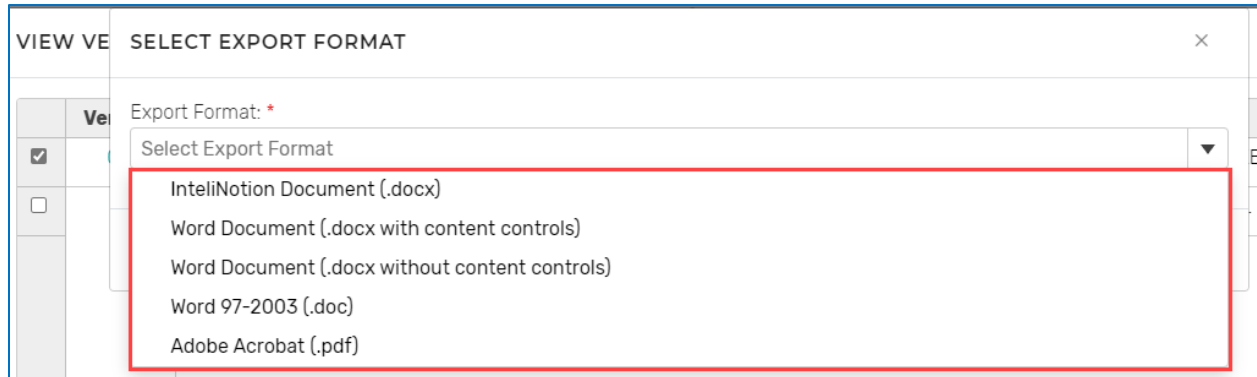 VIEW VE
SELECT EXPORT FORMAT
Export Format: *
Ver
Select Export Format
InteliNotion Document (.docx)
Word Document (.docx with content controls)
Word Document (.docx without content controls)
Word 97-2003 (.doc)
Adobe Acrobat (.pdf)